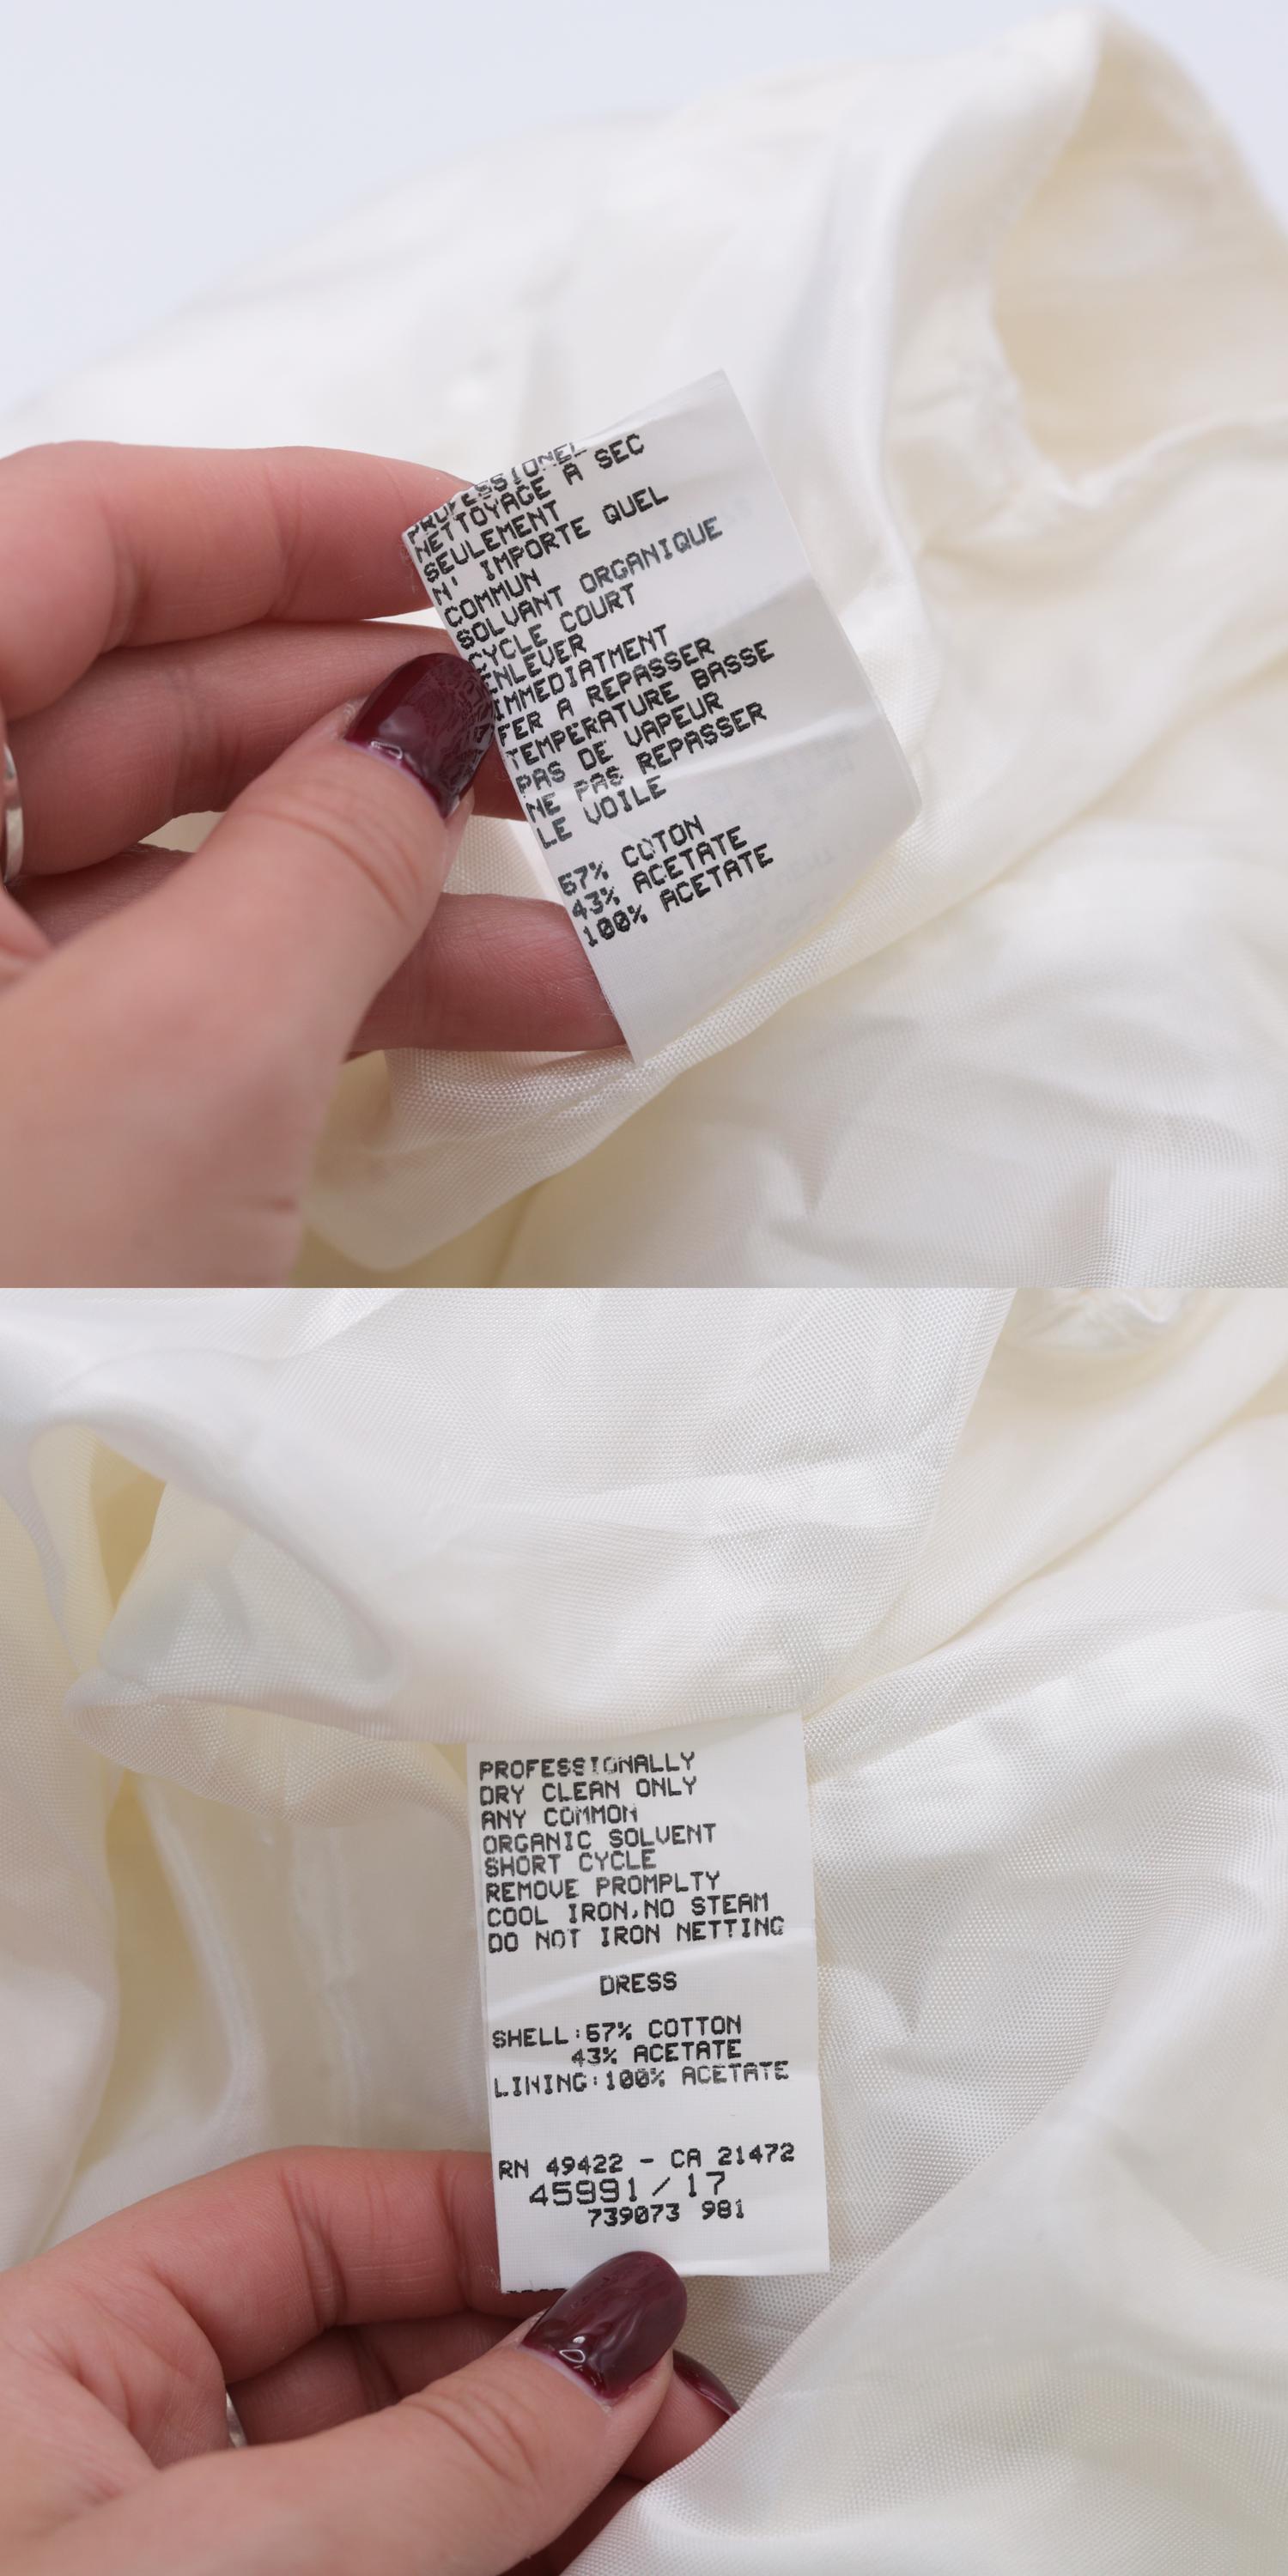 PROFESSIONEL
NETTOYAGE A SEC
SEULEMENT
N' IMPORTE QUEL
COMMUN
SOLVANT ORGANIQUE
CYCLE COURT
ENLEVER
IMMEDIATMENT
FER A REPASSER
TEMPERATURE BASSE
PAS DE VAPEUR
NE PAS REPASSER
LE VOILE
57% COTON
43% ACETATE
100% ACETATE
PROFESSIONALLY
DRY CLEAN ONLY
ANY COMMON
ORGANIC SOLVENT
SHORT CYCLE
REMOVE PROMPLTY
COOL IRON,NO STEAM
DO NOT IRON NETTING
DRESS
SHELL:57% COTTON
43% ACETATE
LINING:100% ACETATE
RN 49422 - CA 21472
45991/17
739073 981